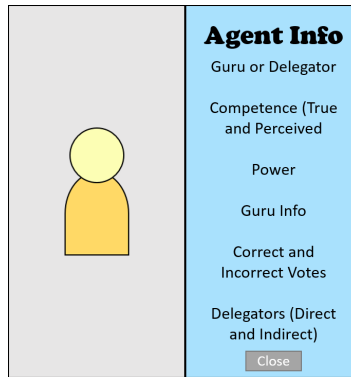 Agent Info
Guru or Delegator
Competence (True
and Perceived
Power
Guru Info
Correct and
Incorrect Votes
Delegators (Direct
and Indirect)
Close